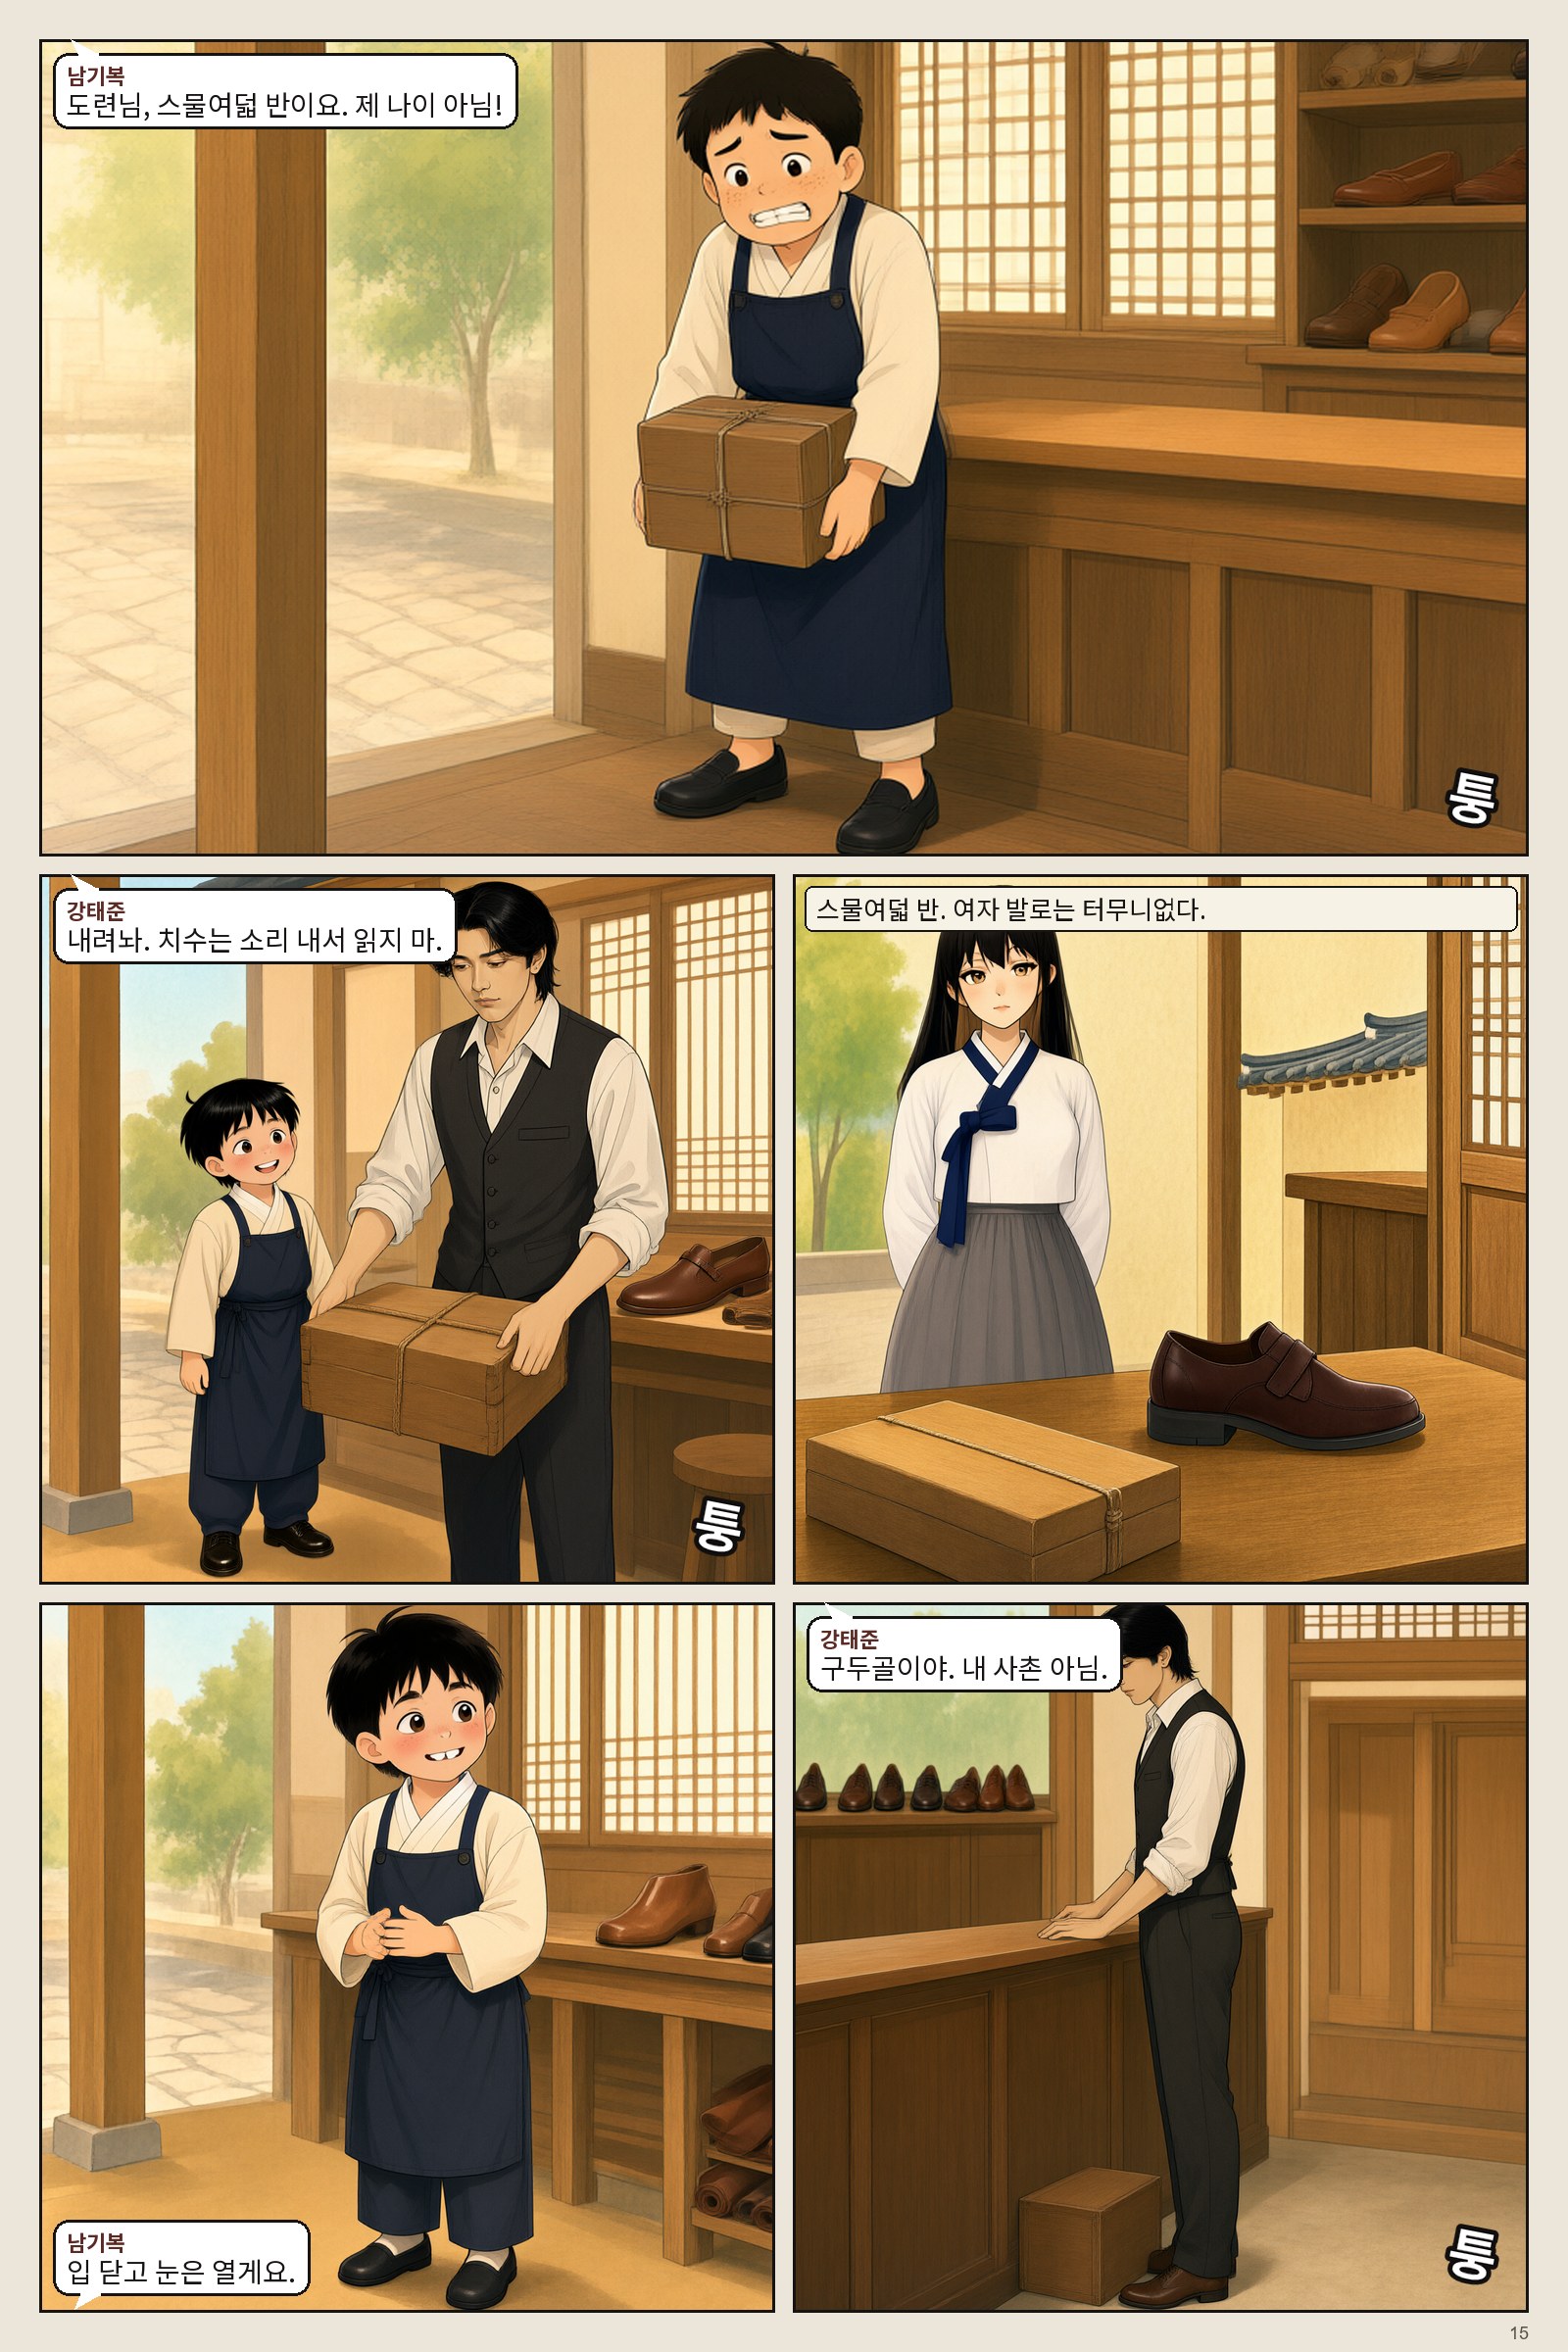 남기복
도련님, 스물여덟 반이요. 제 나이 아님!
퉁
강태준
내려놔. 치수는 소리 내서 읽지 마.
퉁
스물여덟 반. 여자 발로는 터무니없다.
남기복
입 닫고 눈은 열게요.
강태준
구두골이야. 내 사촌 아님.
퉁
15